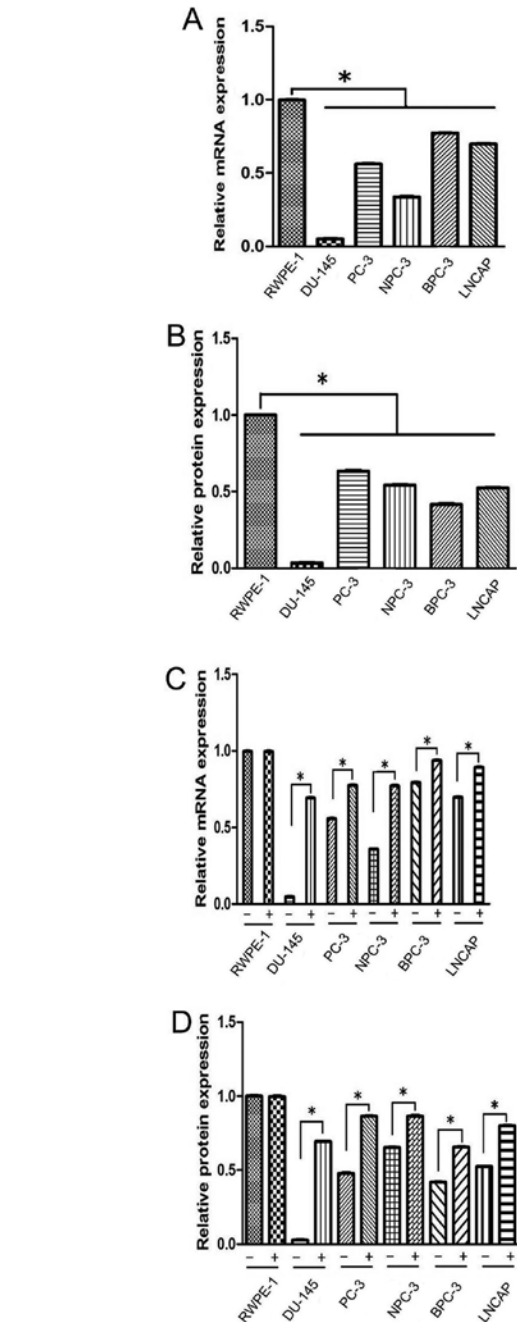 A
Relative mRNA expression
1.5
1.0
0.5
0.0
*
RWPE-1 DU-145 PC-3 NPC-3 BPC-3 LNCAP
B
Relative protein expression
1.5
1.0
0.5
0.0
*
RWPE-1 DU-145 PC-3 NPC-3 BPC-3 LNCAP
C
Relative mRNA expression
1.5
1.0
0.5
0.0
* * * * *
− + − + − + − + − + − +
RWPE-1 DU-145 PC-3 NPC-3 BPC-3 LNCAP
D
Relative protein expression
1.5
1.0
0.5
0.0
* * * * *
− + − + − + − + − + − +
RWPE-1 DU-145 PC-3 NPC-3 BPC-3 LNCAP